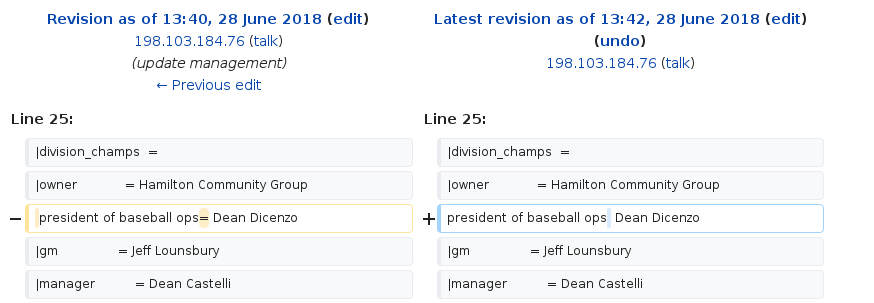 Revision as of 13:40, 28 June 2018 (edit)
198.103.184.76 (talk)
(update management)
← Previous edit
Latest revision as of 13:42, 28 June 2018 (edit)
(undo)
198.103.184.76 (talk)
Line 25:
Line 25:
|division_champs =
|division_champs =
|owner = Hamilton Community Group
|owner = Hamilton Community Group
− president of baseball ops= Dean Dicenzo
+ president of baseball ops Dean Dicenzo
|gm = Jeff Lounsbury
|gm = Jeff Lounsbury
|manager = Dean Castelli
|manager = Dean Castelli